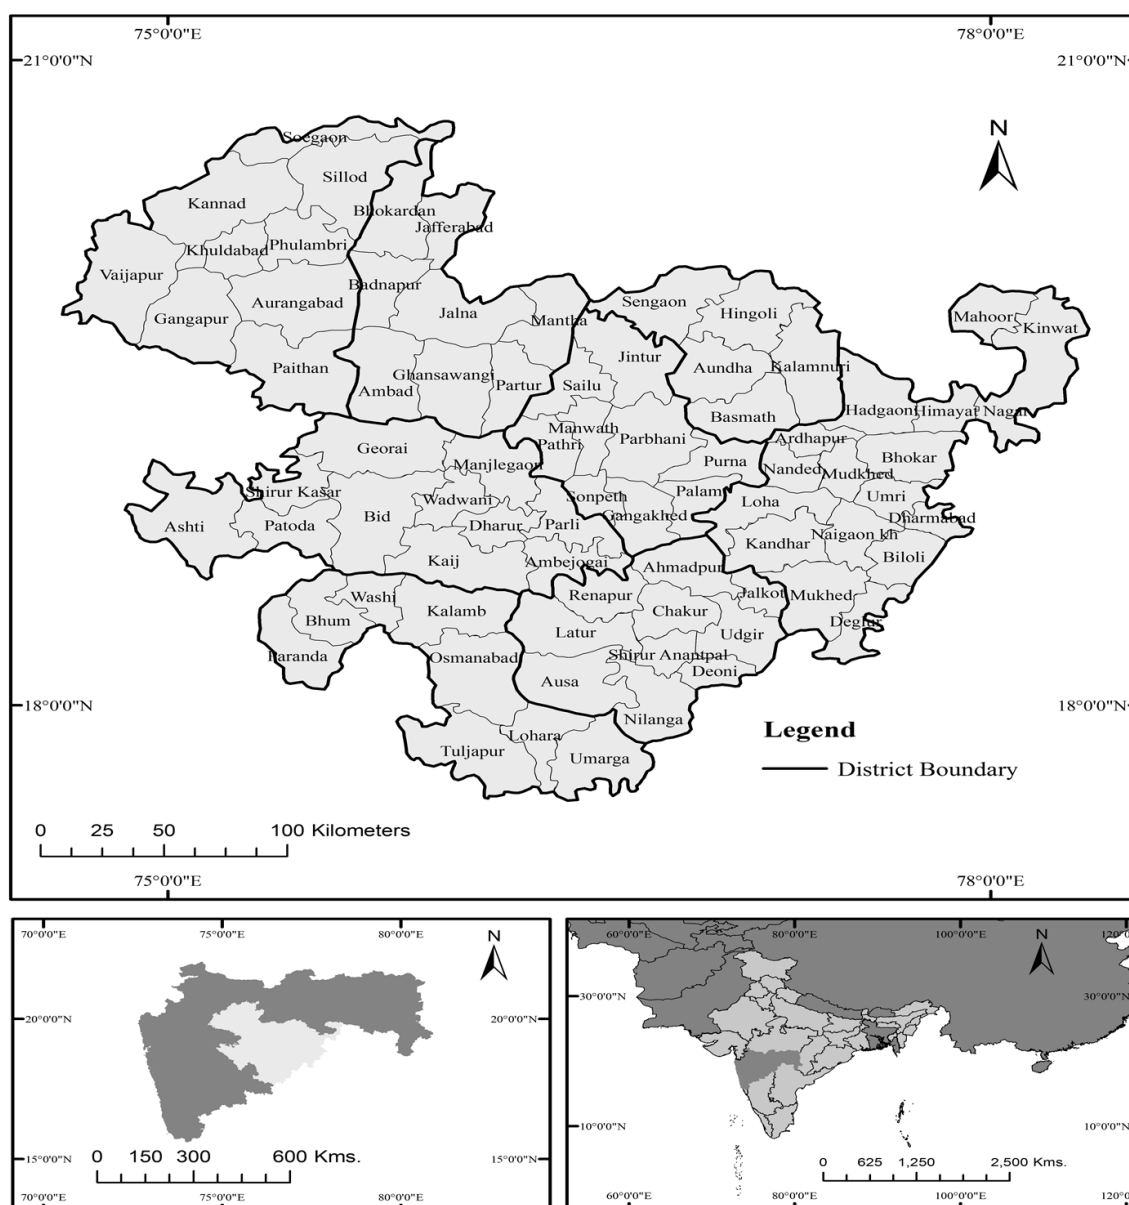 75°0'0"E
78°0'0"E
21°0'0"N
21°0'0"N
N
Soegaon
Sillod
Kannad
Bhokardan
Jafferabad
Khuldabad
Phulambri
Vaijapur
Badnapur
Aurangabad
Gangapur
Jalna
Mantha
Sengaon
Hingoli
Mahoor
Kinwat
Paithan
Ambad
Ghansawangi
Partur
Sailu
Jintur
Aundha
Kalamnuri
Basmath
Hadgaon
Himayat Nagar
Georai
Manwath
Pathri
Parbhani
Ardhapur
Manjlegaon
Purna
Nanded
Mudkhed
Bhokar
Shirur Kasar
Wadwani
Sonpeth
Palam
Loha
Umri
Ashti
Patoda
Bid
Dharur
Parli
Gangakhed
Dharmabad
Kandhar
Naigaon kh
Biloli
Kaij
Ambejogai
Ahmadpur
Washi
Renapur
Jalkot
Mukhed
Bhum
Kalamb
Chakur
Deglur
Latur
Udgir
Paranda
Osmanabad
Shirur Anantpal
Ausa
Deoni
18°0'0"N
18°0'0"N
Nilanga
Lohara
Tuljapur
Umarga
Legend
District Boundary
0 25 50 100 Kilometers
75°0'0"E
78°0'0"E
70°0'0"E
75°0'0"E
80°0'0"E
N
20°0'0"N
20°0'0"N
0 150 300 600 Kms.
15°0'0"N
15°0'0"N
70°0'0"E
75°0'0"E
80°0'0"E
60°0'0"E
80°0'0"E
100°0'0"E
120°0
N
30°0'0"N
30°0'0"N
10°0'0"N
10°0'0"N
0 625 1,250 2,500 Kms.
60°0'0"E
80°0'0"E
100°0'0"E
120°0